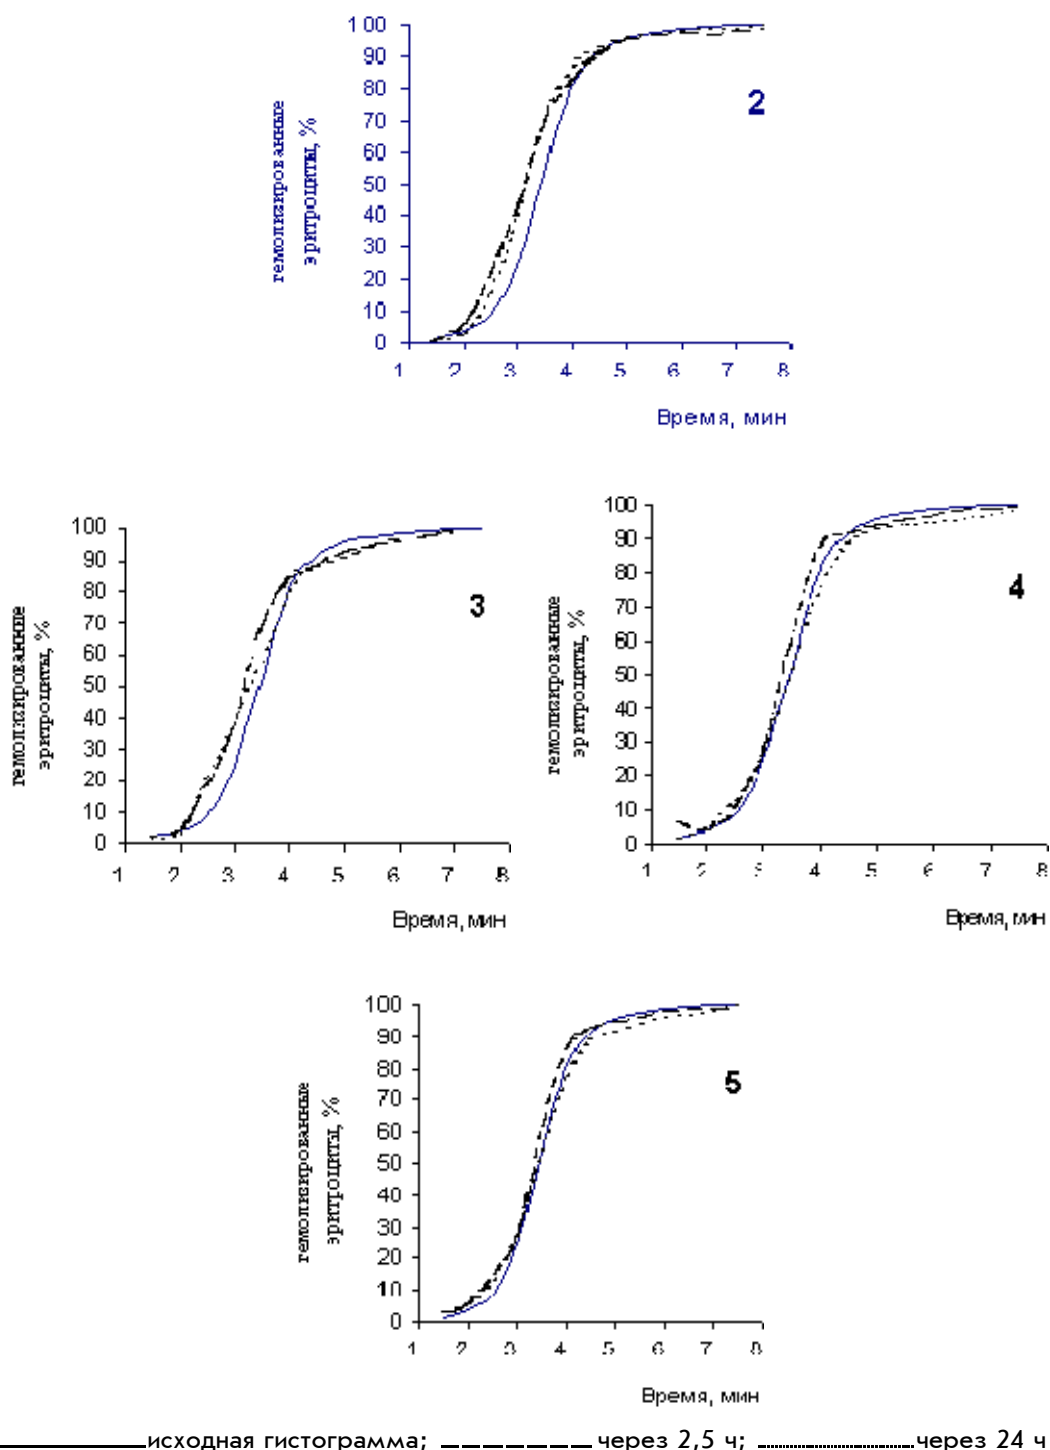 100
90
80
70
60
50
40
30
20
10
0
гемолизированные
эритроциты, %
2
1 2 3 4 5 6 7 8
Время, мин
100
90
80
70
60
50
40
30
20
10
0
гемолизированные
эритроциты, %
3
1 2 3 4 5 6 7 8
Время, мин
100
90
80
70
60
50
40
30
20
10
0
гемолизированные
эритроциты, %
4
1 2 3 4 5 6 7 8
Время, мин
100
90
80
70
60
50
40
30
20
10
0
гемолизированные
эритроциты, %
5
1 2 3 4 5 6 7 8
Время, мин
исходная гистограмма; через 2,5 ч; через 24 ч